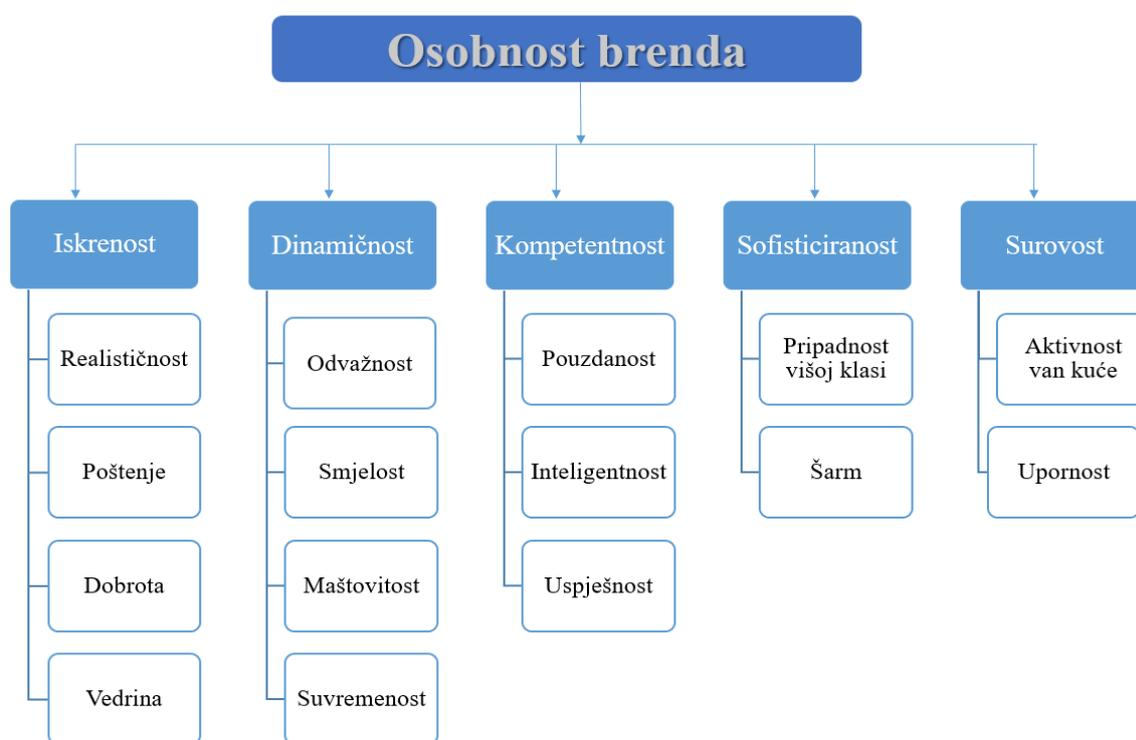 Osobnost brenda
Iskrenost
Realističnost
Poštenje
Dobrota
Vedrina
Dinamičnost
Odvažnost
Smjelost
Maštovitost
Suvremenost
Kompetentnost
Pouzdanost
Inteligentnost
Uspješnost
Sofisticiranost
Pripadnost
višoj klasi
Šarm
Surovost
Aktivnost
van kuće
Upornost